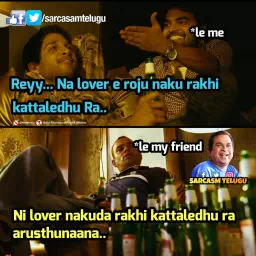 /sarcasamtelugu
*le me
Reyy... Na lover e roju naku rakhi
kattaledhu Ra..
*le my friend
SARCASM TELUGU
Ni lover nakuda rakhi kattaledhu ra
arusthunaana..